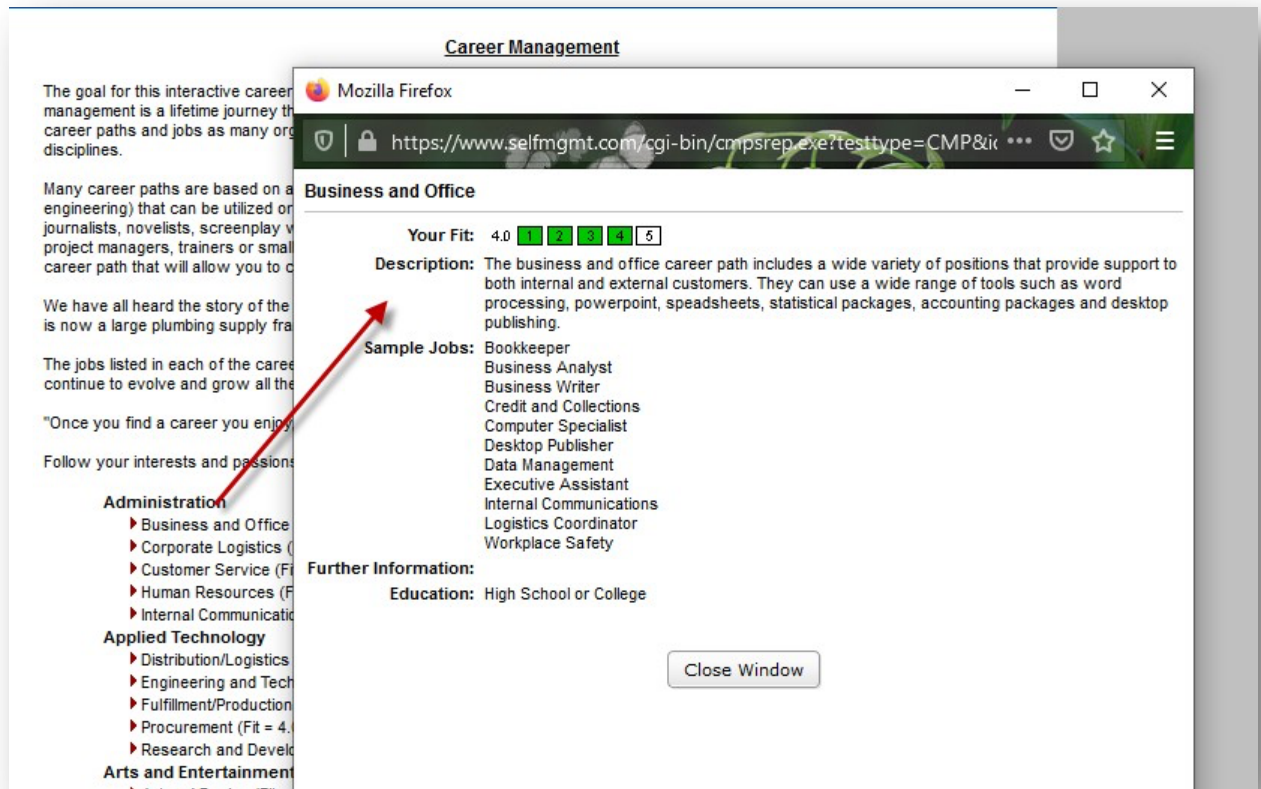 Career Management
The goal for this interactive career
management is a lifetime journey th
career paths and jobs as many org
disciplines.
Many career paths are based on a
engineering) that can be utilized or
journalists, novelists, screenplay w
project managers, trainers or small
career path that will allow you to c
We have all heard the story of the
is now a large plumbing supply fra
The jobs listed in each of the caree
continue to evolve and grow all the
"Once you find a career you enjoy
Follow your interests and passions
Administration
Business and Office
Corporate Logistics (
Customer Service (Fi
Human Resources (F
Internal Communicatio
Applied Technology
Distribution/Logistics
Engineering and Tech
Fulfillment/Production
Procurement (Fit = 4.0
Research and Develo
Arts and Entertainment
Mozilla Firefox
https://www.selfmgmt.com/cgi-bin/cmpsrep.exe?testtype=CMP&ic
Business and Office
Your Fit: 4.0 1 2 3 4 5
Description: The business and office career path includes a wide variety of positions that provide support to
both internal and external customers. They can use a wide range of tools such as word
processing, powerpoint, speadsheets, statistical packages, accounting packages and desktop
publishing.
Sample Jobs: Bookkeeper
Business Analyst
Business Writer
Credit and Collections
Computer Specialist
Desktop Publisher
Data Management
Executive Assistant
Internal Communications
Logistics Coordinator
Workplace Safety
Further Information:
Education: High School or College
Close Window